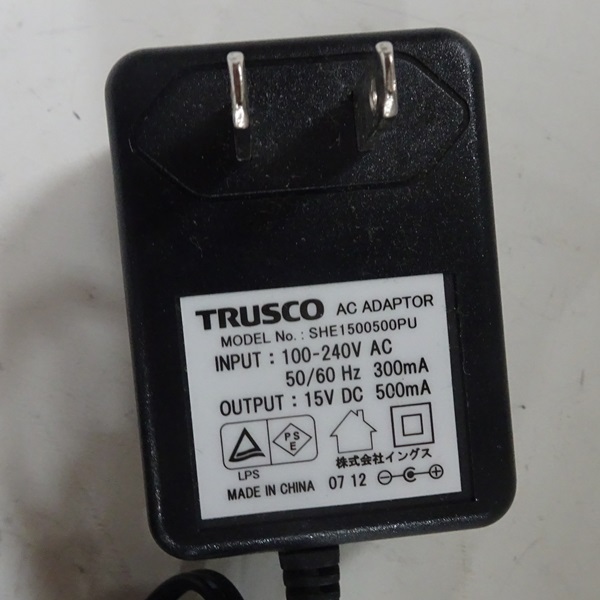 TRUSCO AC ADAPTOR
MODEL No. : SHE1500500PU
INPUT : 100-240V AC
50/60 Hz 300mA
OUTPUT : 15V DC 500mA
PS
E
LPS
株式会社イングス
MADE IN CHINA 07 12